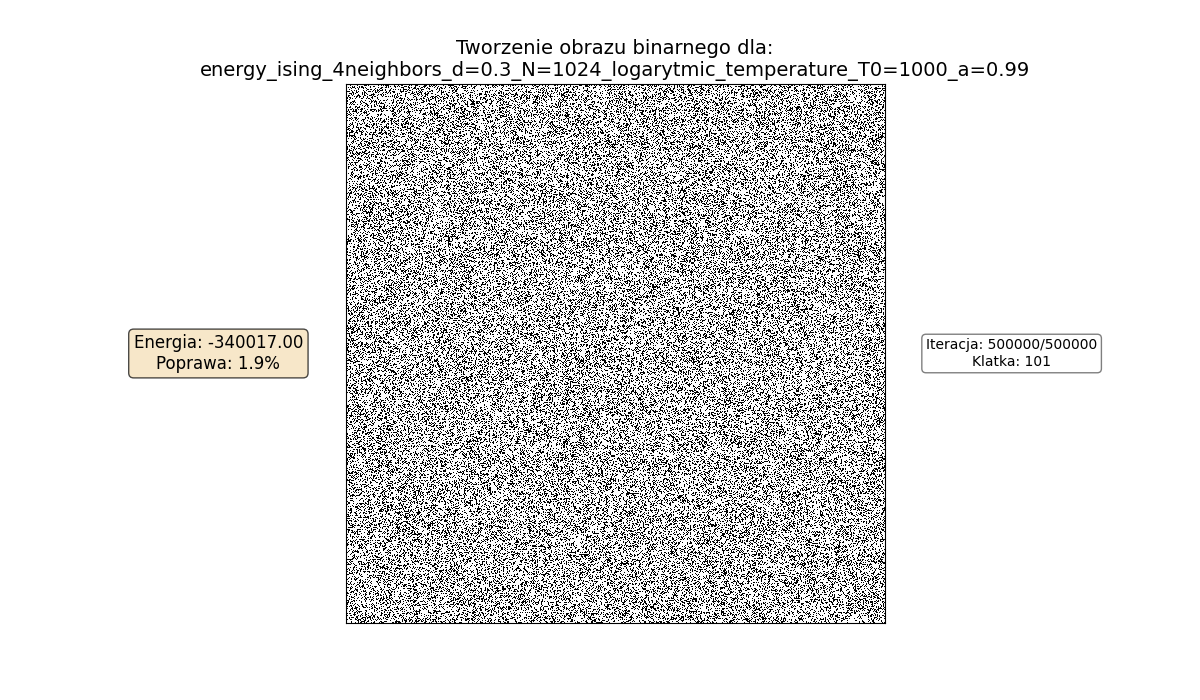 Tworzenie obrazu binarnego dla:
energy_ising_4neighbors_d=0.3_N=1024_logarytmic_temperature_T0=1000_a=0.99
Energia: -340017.00
Poprawa: 1.9%
Iteracja: 500000/500000
Klatka: 101